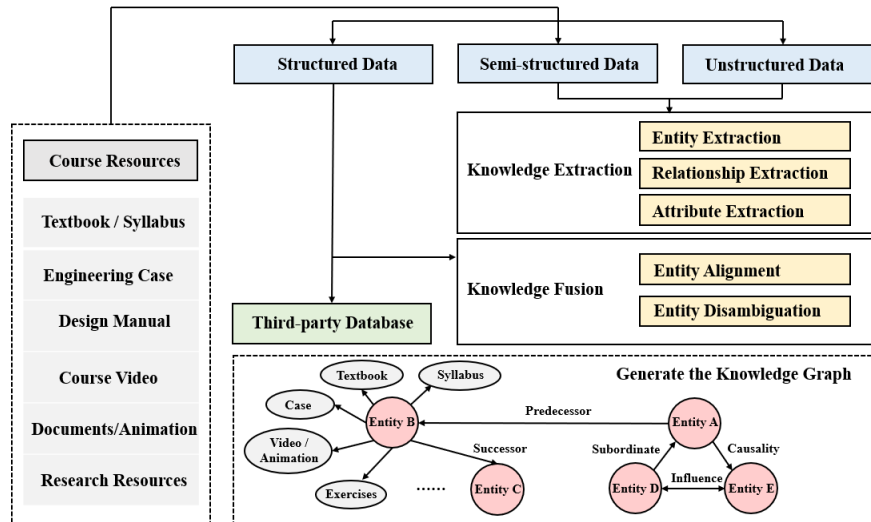 Structured Data
Semi-structured Data
Unstructured Data
Course Resources
Textbook / Syllabus
Engineering Case
Design Manual
Course Video
Documents/Animation
Research Resources
Knowledge Extraction
Entity Extraction
Relationship Extraction
Attribute Extraction
Knowledge Fusion
Entity Alignment
Entity Disambiguation
Third-party Database
Generate the Knowledge Graph
Textbook
Syllabus
Case
Entity B
Predecessor
Entity A
Video /
Animation
Successor
Subordinate
Causality
Exercises
......
Entity C
Entity D
Influence
Entity E